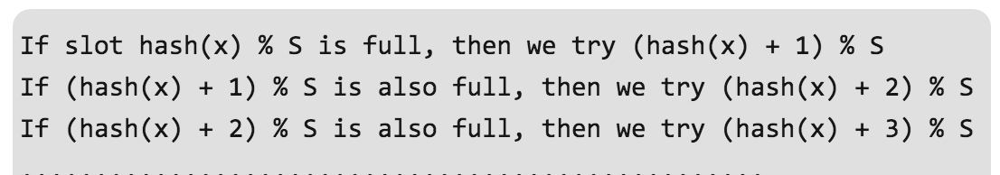 If slot hash(x) % S is full, then we try (hash(x) + 1) % S
If (hash(x) + 1) % S is also full, then we try (hash(x) + 2) % S
If (hash(x) + 2) % S is also full, then we try (hash(x) + 3) % S
..................................................